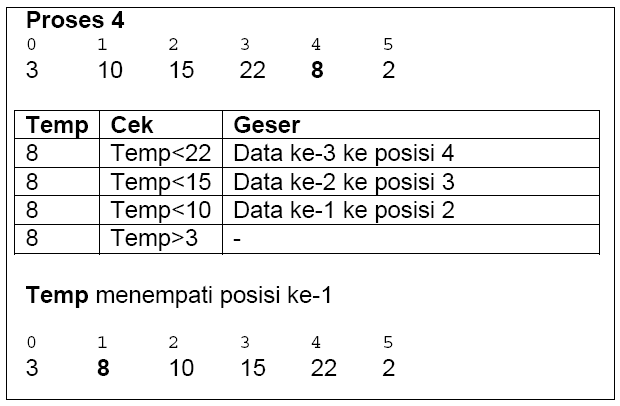 Proses 4
0 1 2 3 4 5
3 10 15 22 8 2
Temp Cek Geser
8 Temp<22 Data ke-3 ke posisi 4
8 Temp<15 Data ke-2 ke posisi 3
8 Temp<10 Data ke-1 ke posisi 2
8 Temp>3 -
Temp menempati posisi ke-1
0 1 2 3 4 5
3 8 10 15 22 2